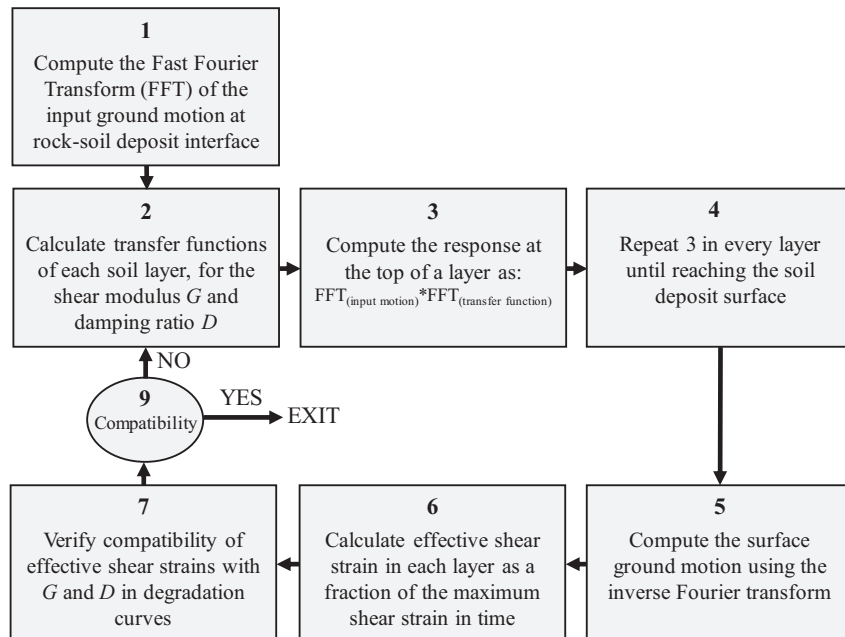 1
Compute the Fast Fourier
Transform (FFT) of the
input ground motion at
rock-soil deposit interface
2
Calculate transfer functions
of each soil layer, for the
shear modulus G and
damping ratio D
3
Compute the response at
the top of a layer as:
FFT(input motion)*FFT(transfer function)
4
Repeat 3 in every layer
until reaching the soil
deposit surface
NO
YES
9
Compatibility
EXIT
7
Verify compatibility of
effective shear strains with
G and D in degradation
curves
6
Calculate effective shear
strain in each layer as a
fraction of the maximum
shear strain in time
5
Compute the surface
ground motion using the
inverse Fourier transform